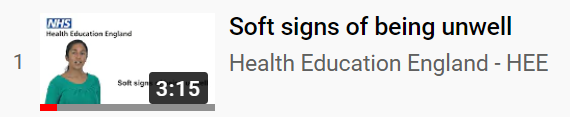 1
NHS
Health Education England
Soft signs
3:15
Soft signs of being unwell
Health Education England - HEE